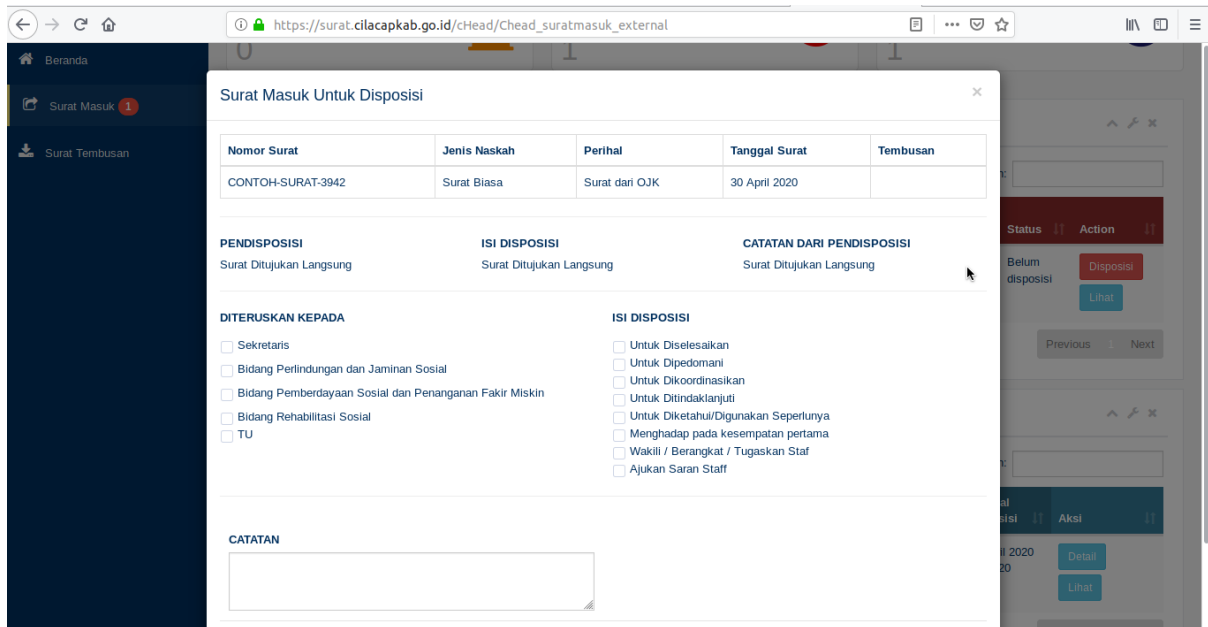 https://surat.cilacapkab.go.id/cHead/Chead_suratmasuk_external
0 1 1
Beranda
Surat Masuk 1
Surat Tembusan
Surat Masuk Untuk Disposisi ×
Nomor Surat Jenis Naskah Perihal Tanggal Surat Tembusan
CONTOH-SURAT-3942 Surat Biasa Surat dari OJK 30 April 2020
PENDISPOSISI ISI DISPOSISI CATATAN DARI PENDISPOSISI
Surat Ditujukan Langsung Surat Ditujukan Langsung Surat Ditujukan Langsung
DITERUSKAN KEPADA
Sekretaris
Bidang Perlindungan dan Jaminan Sosial
Bidang Pemberdayaan Sosial dan Penanganan Fakir Miskin
Bidang Rehabilitasi Sosial
TU
ISI DISPOSISI
Untuk Diselesaikan
Untuk Dipedomani
Untuk Dikoordinasikan
Untuk Ditindaklanjuti
Untuk Diketahui/Digunakan Seperlunya
Menghadap pada kesempatan pertama
Wakili / Berangkat / Tugaskan Staf
Ajukan Saran Staff
CATATAN
Status Action
Belum
disposisi
Disposisi
Lihat
Previous 1 Next
Aksi
2020
Detail
Lihat